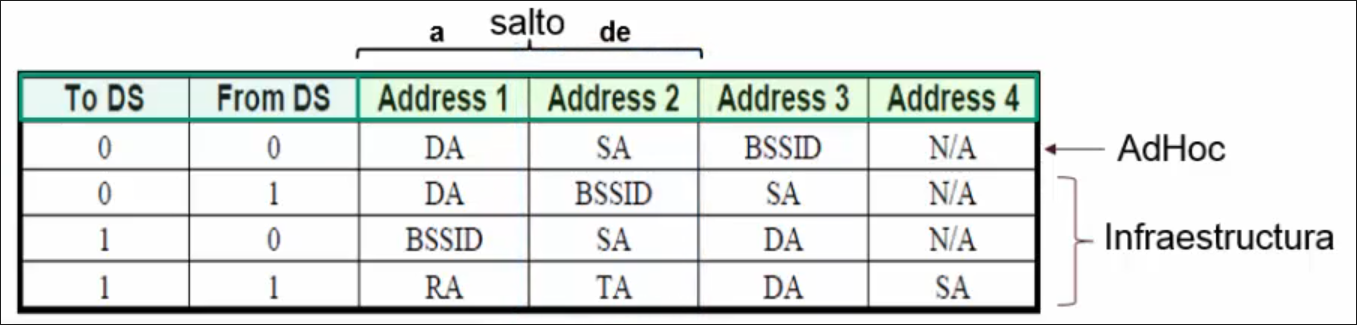 a salto de
To DS From DS Address 1 Address 2 Address 3 Address 4
0 0 DA SA BSSID N/A AdHoc
0 1 DA BSSID SA N/A
1 0 BSSID SA DA N/A Infraestructura
1 1 RA TA DA SA